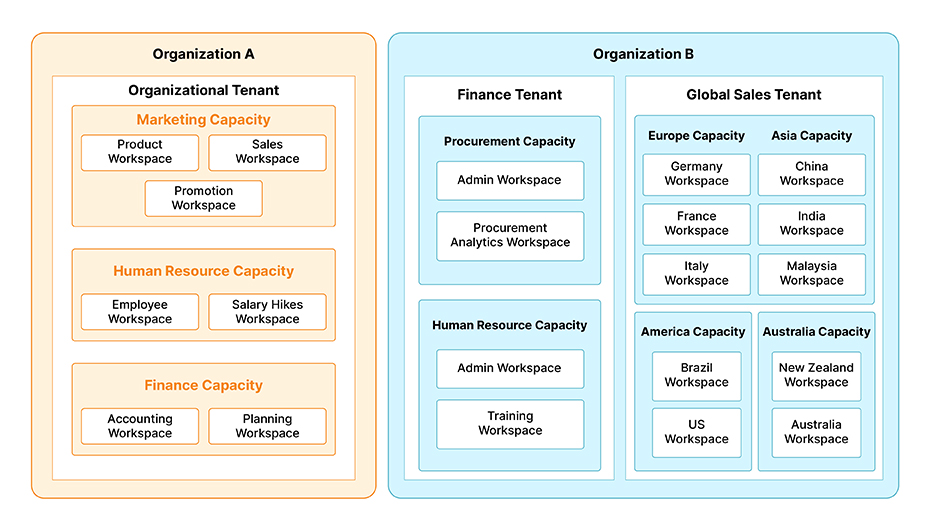 Organization A
Organizational Tenant
Marketing Capacity
Product
Workspace
Sales
Workspace
Promotion
Workspace
Human Resource Capacity
Employee
Workspace
Salary Hikes
Workspace
Finance Capacity
Accounting
Workspace
Planning
Workspace
Organization B
Finance Tenant
Procurement Capacity
Admin Workspace
Procurement
Analytics Workspace
Human Resource Capacity
Admin Workspace
Training
Workspace
Global Sales Tenant
Europe Capacity
Germany
Workspace
France
Workspace
Italy
Workspace
Asia Capacity
China
Workspace
India
Workspace
Malaysia
Workspace
America Capacity
Brazil
Workspace
US
Workspace
Australia Capacity
New Zealand
Workspace
Australia
Workspace